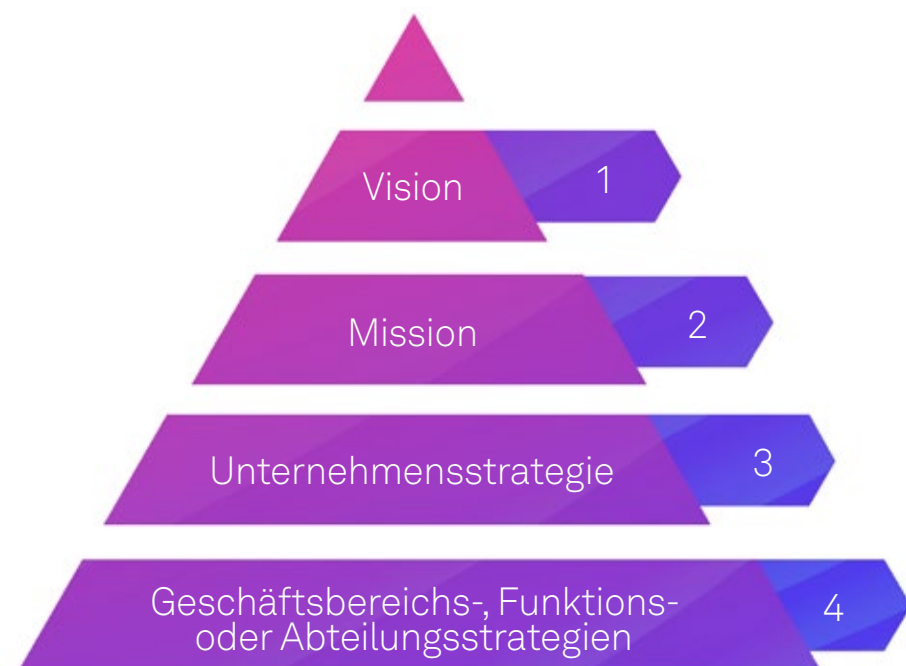 Vision
1
Mission
2
Unternehmensstrategie
3
Geschäftsbereichs-, Funktions-
oder Abteilungsstrategien
4